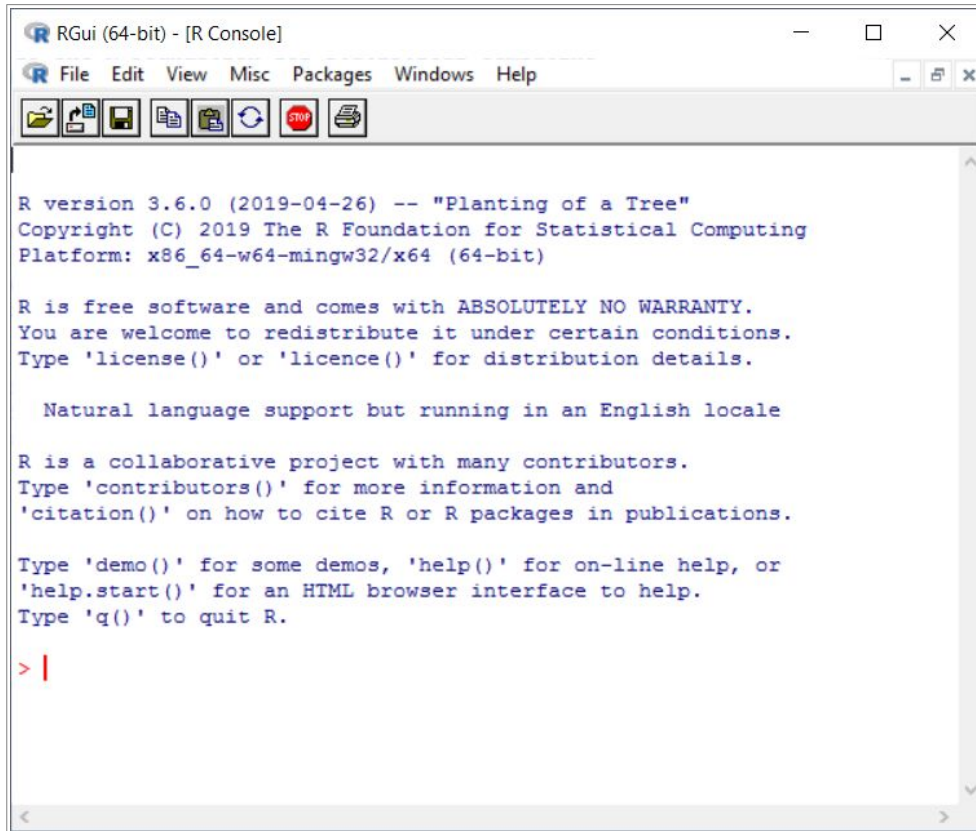 RGui (64-bit) - [R Console]
File Edit View Misc Packages Windows Help
STOP
R version 3.6.0 (2019-04-26) -- "Planting of a Tree"
Copyright (C) 2019 The R Foundation for Statistical Computing
Platform: x86_64-w64-mingw32/x64 (64-bit)
R is free software and comes with ABSOLUTELY NO WARRANTY.
You are welcome to redistribute it under certain conditions.
Type 'license()' or 'licence()' for distribution details.
Natural language support but running in an English locale
R is a collaborative project with many contributors.
Type 'contributors()' for more information and
'citation()' on how to cite R or R packages in publications.
Type 'demo()' for some demos, 'help()' for on-line help, or
'help.start()' for an HTML browser interface to help.
Type 'q()' to quit R.
>